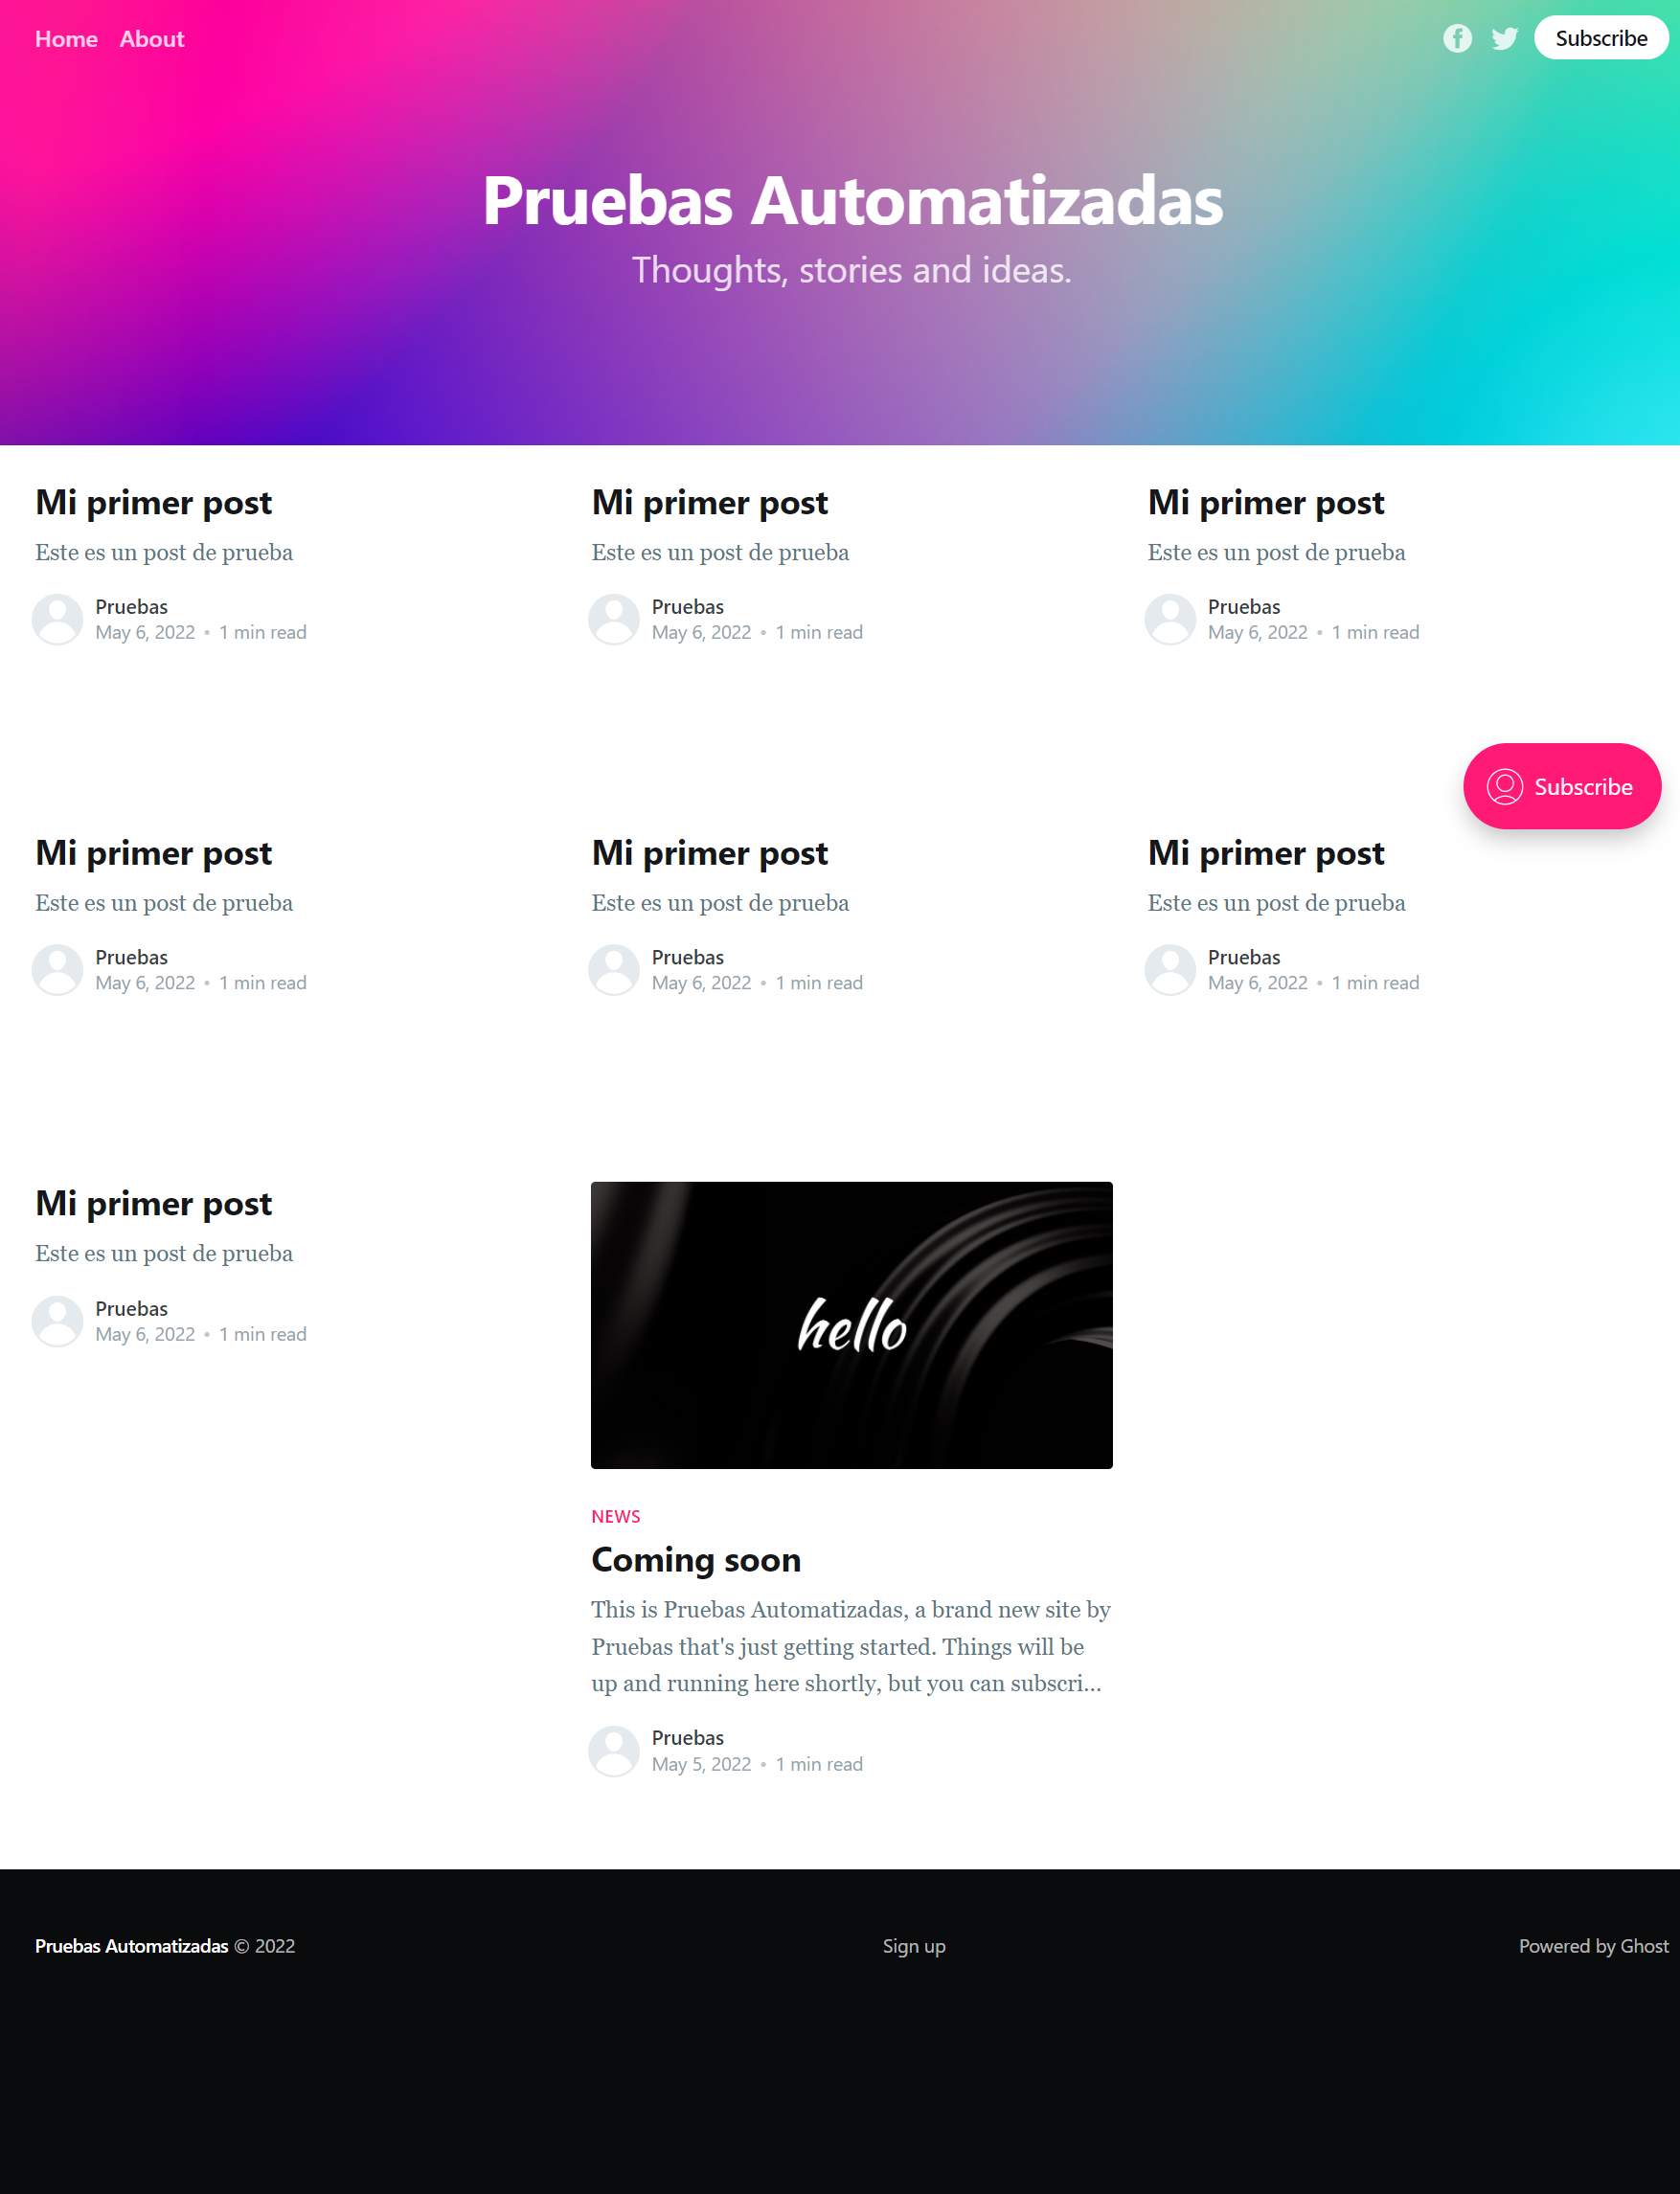 Home About
Subscribe
Pruebas Automatizadas
Thoughts, stories and ideas.
Mi primer post
Este es un post de prueba
Pruebas
May 6, 2022 • 1 min read
Mi primer post
Este es un post de prueba
Pruebas
May 6, 2022 • 1 min read
Mi primer post
Este es un post de prueba
Pruebas
May 6, 2022 • 1 min read
Subscribe
Mi primer post
Este es un post de prueba
Pruebas
May 6, 2022 • 1 min read
Mi primer post
Este es un post de prueba
Pruebas
May 6, 2022 • 1 min read
Mi primer post
Este es un post de prueba
Pruebas
May 6, 2022 • 1 min read
Mi primer post
Este es un post de prueba
Pruebas
May 6, 2022 • 1 min read
hello
NEWS
Coming soon
This is Pruebas Automatizadas, a brand new site by
Pruebas that's just getting started. Things will be
up and running here shortly, but you can subscri...
Pruebas
May 5, 2022 • 1 min read
Pruebas Automatizadas © 2022
Sign up
Powered by Ghost